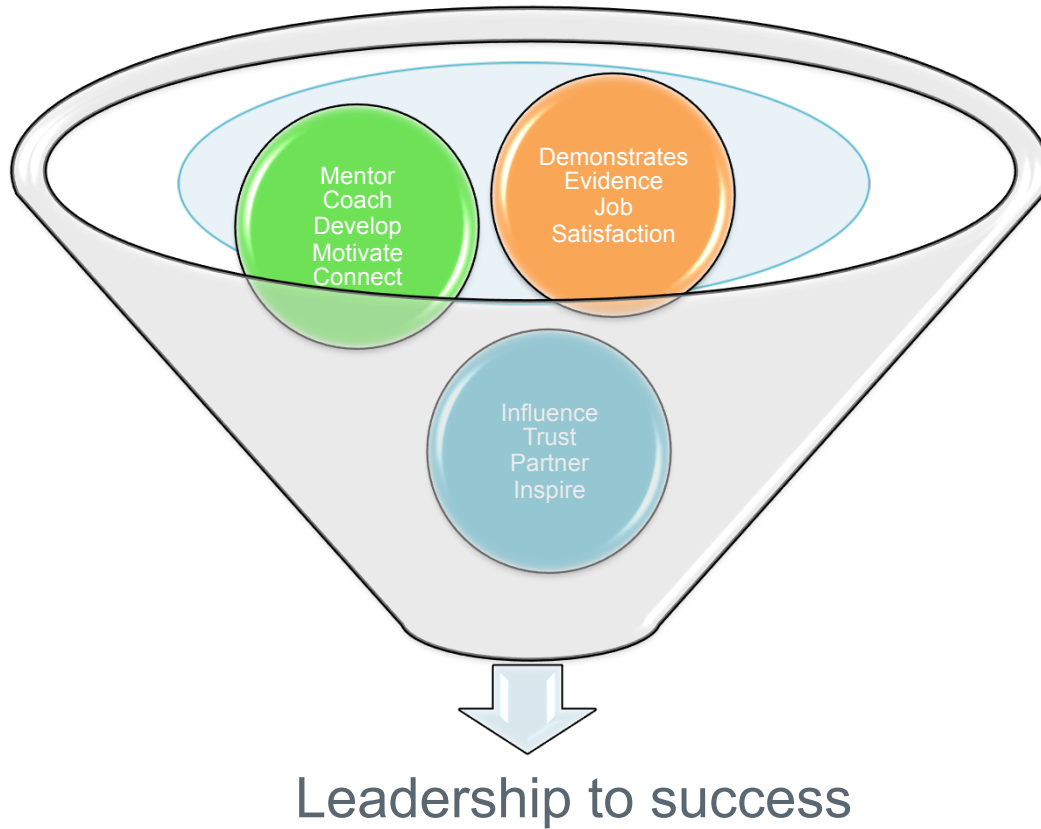 Mentor
Coach
Develop
Motivate
Connect
Demonstrates
Evidence
Job
Satisfaction
Influence
Trust
Partner
Inspire
Leadership to success